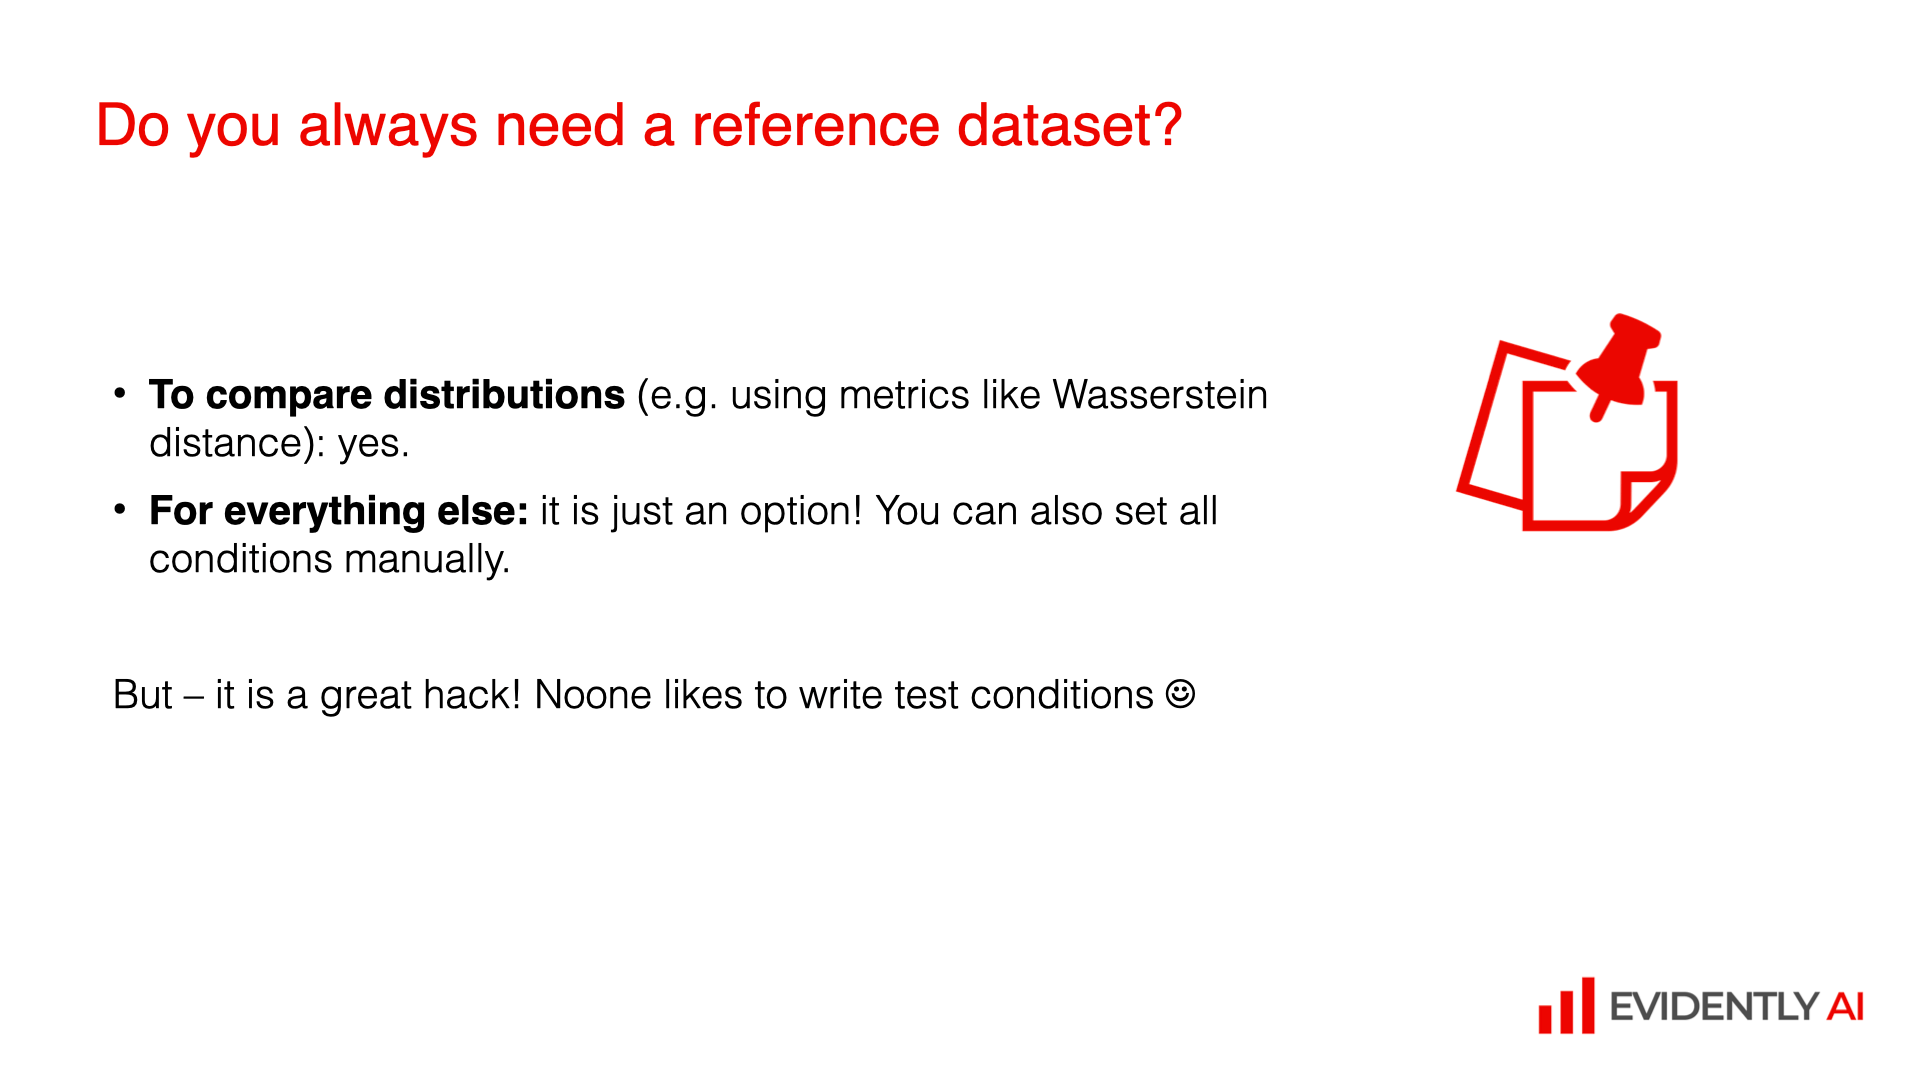 Do you always need a reference dataset?
• To compare distributions (e.g. using metrics like Wasserstein
distance): yes.
• For everything else: it is just an option! You can also set all
conditions manually.
But – it is a great hack! Noone likes to write test conditions ☺
EVIDENTLY AI